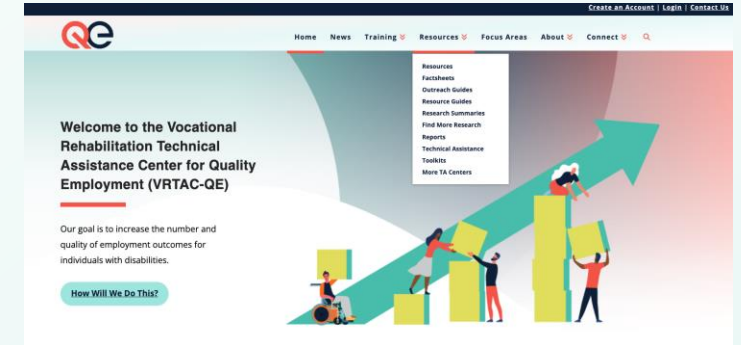 Create an Account | Login | Contact Us
QE
Home News Training Resources Focus Areas About Connect
Resources
Factsheets
Outreach Guides
Resource Guides
Research Summaries
Find More Research
Reports
Technical Assistance
Toolkits
More TA Centers
Welcome to the Vocational
Rehabilitation Technical
Assistance Center for Quality
Employment (VRTAC-QE)
Our goal is to increase the number and
quality of employment outcomes for
individuals with disabilities.
How Will We Do This?